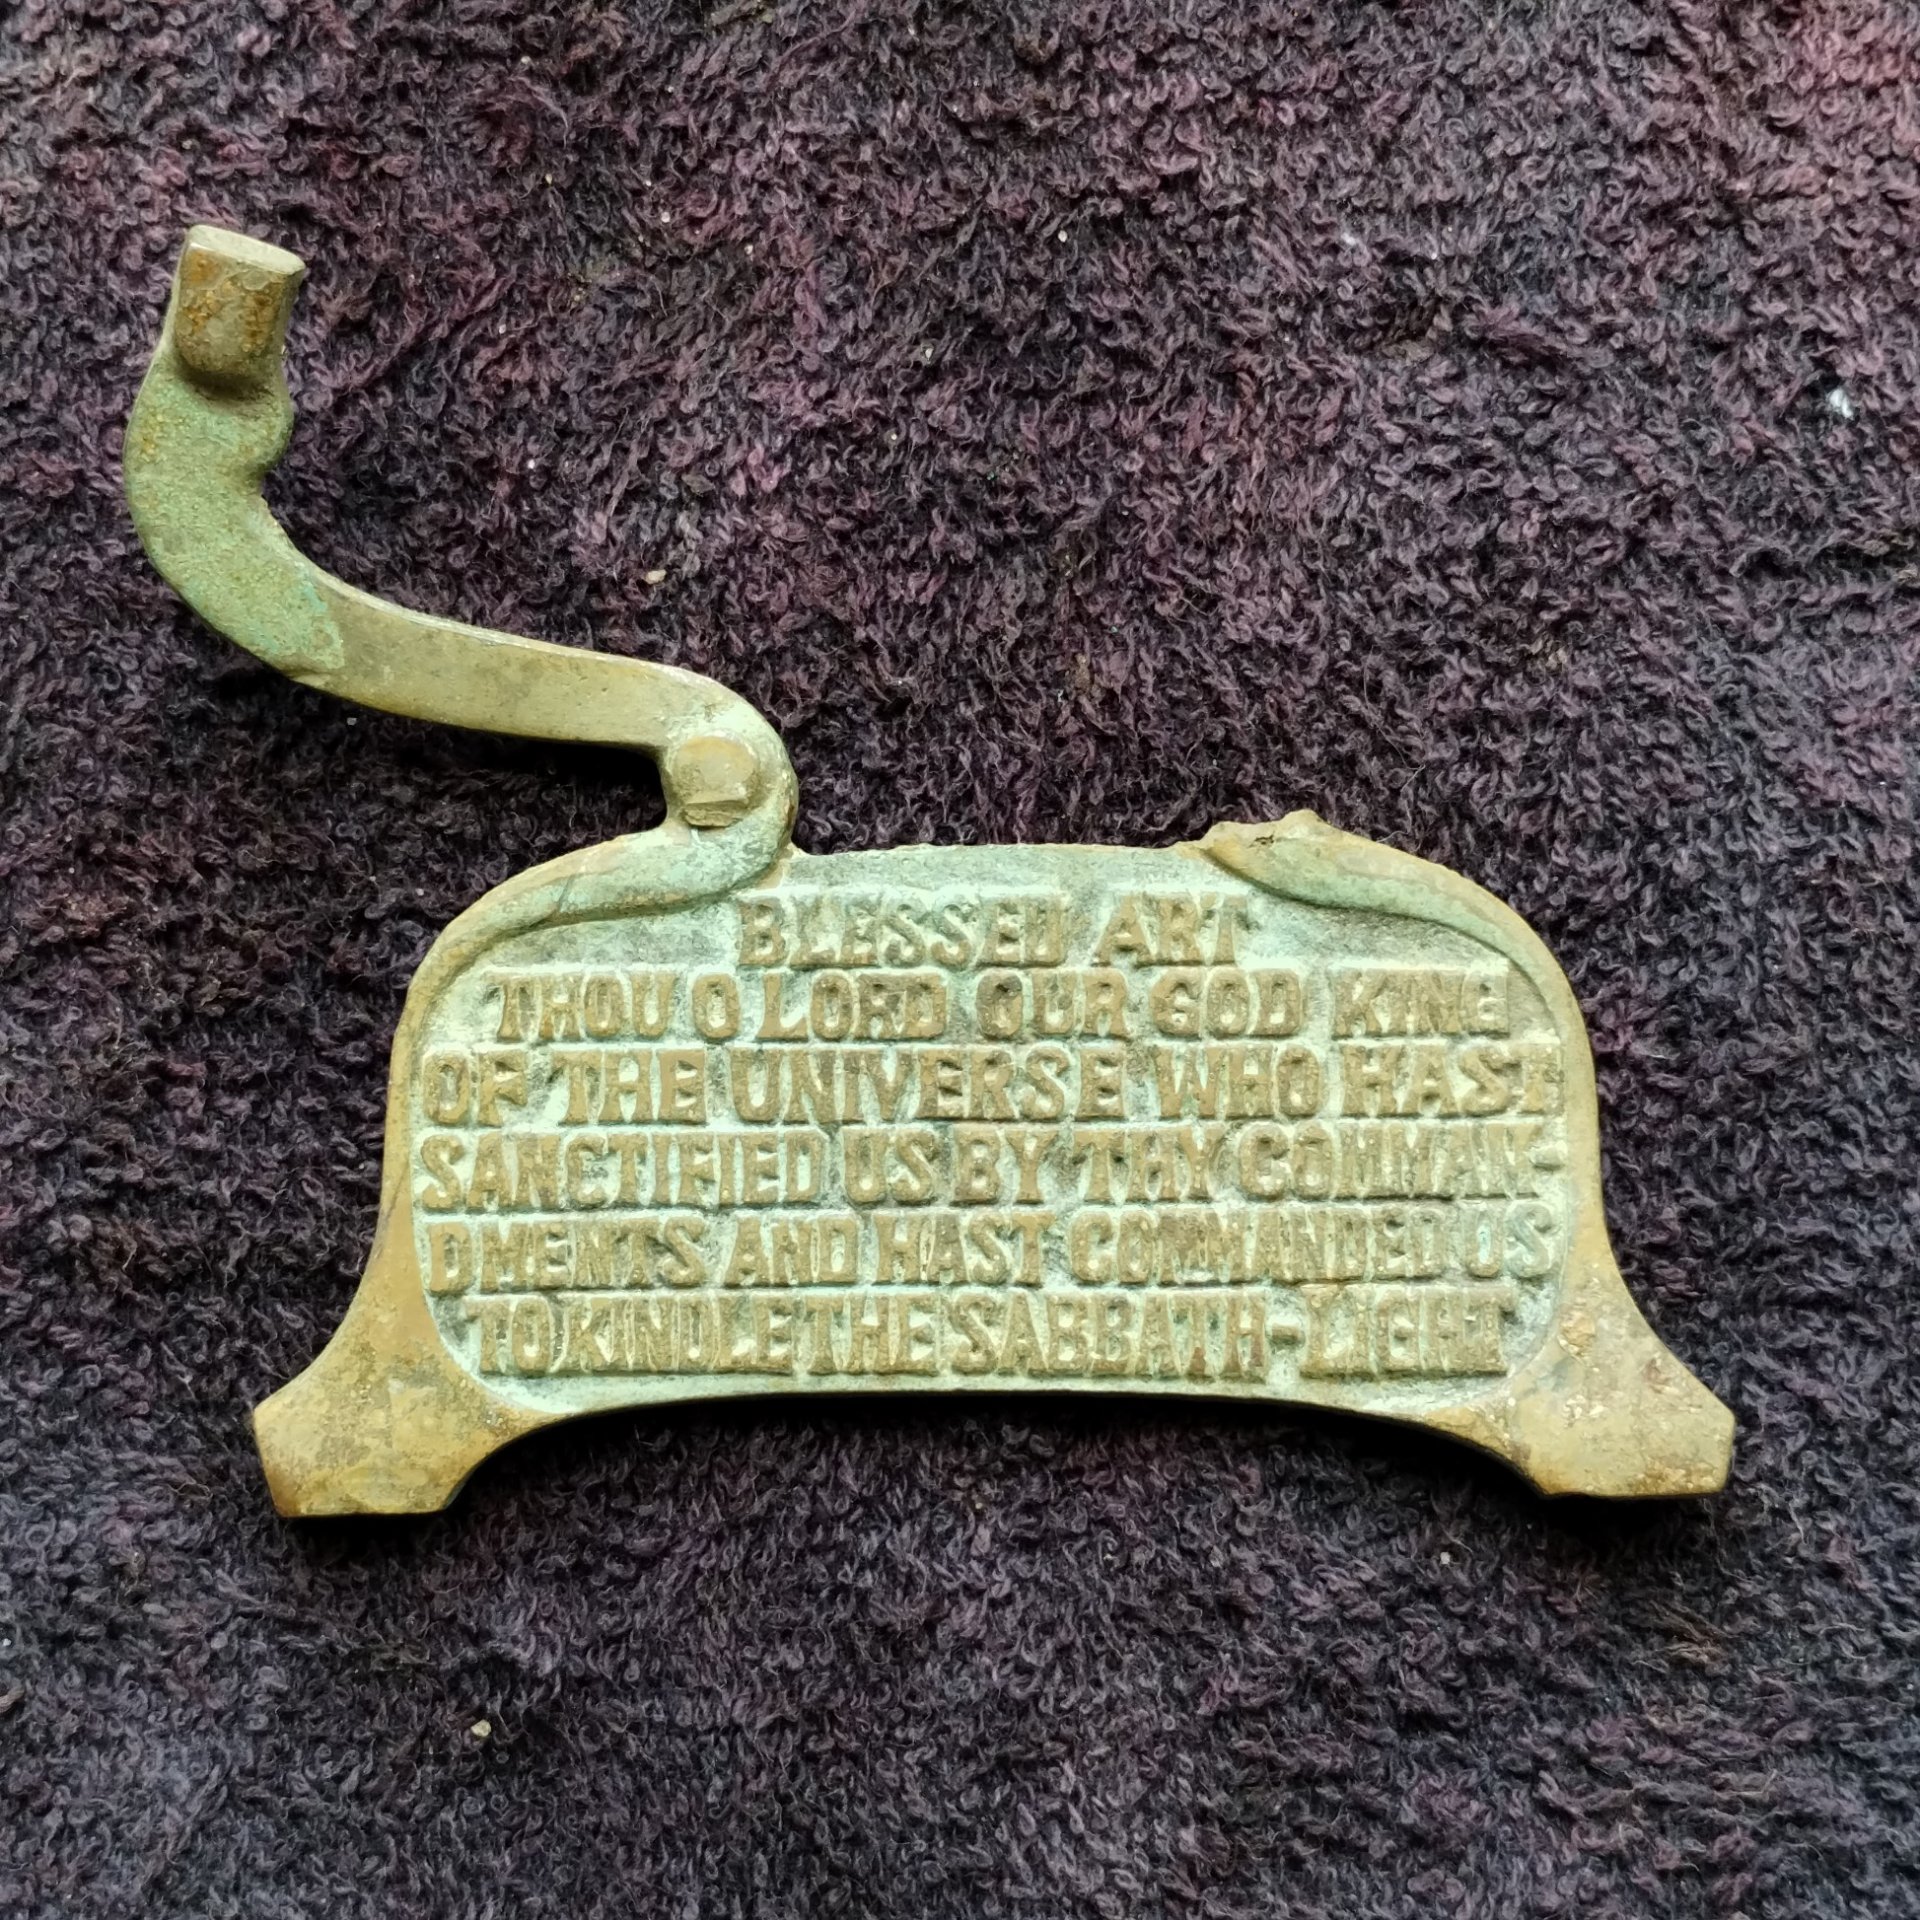 BLESSED ART
THOU O LORD OUR GOD KING
OF THE UNIVERSE WHO HAST
SANCTIFIED US BY THY COMMAN-
DMENTS AND HAST COMMANDED US
TO KINDLE THE SABBATH-LIGHT